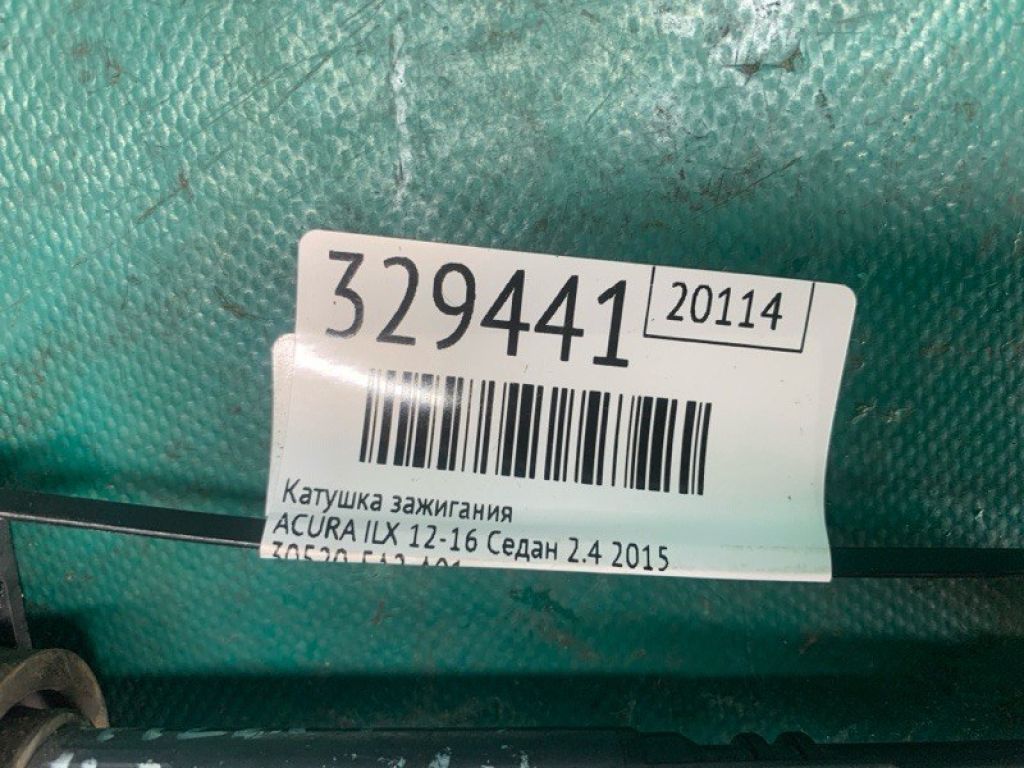 329441
20114
Катушка зажигания
ACURA ILX 12-16 Седан 2.4 2015